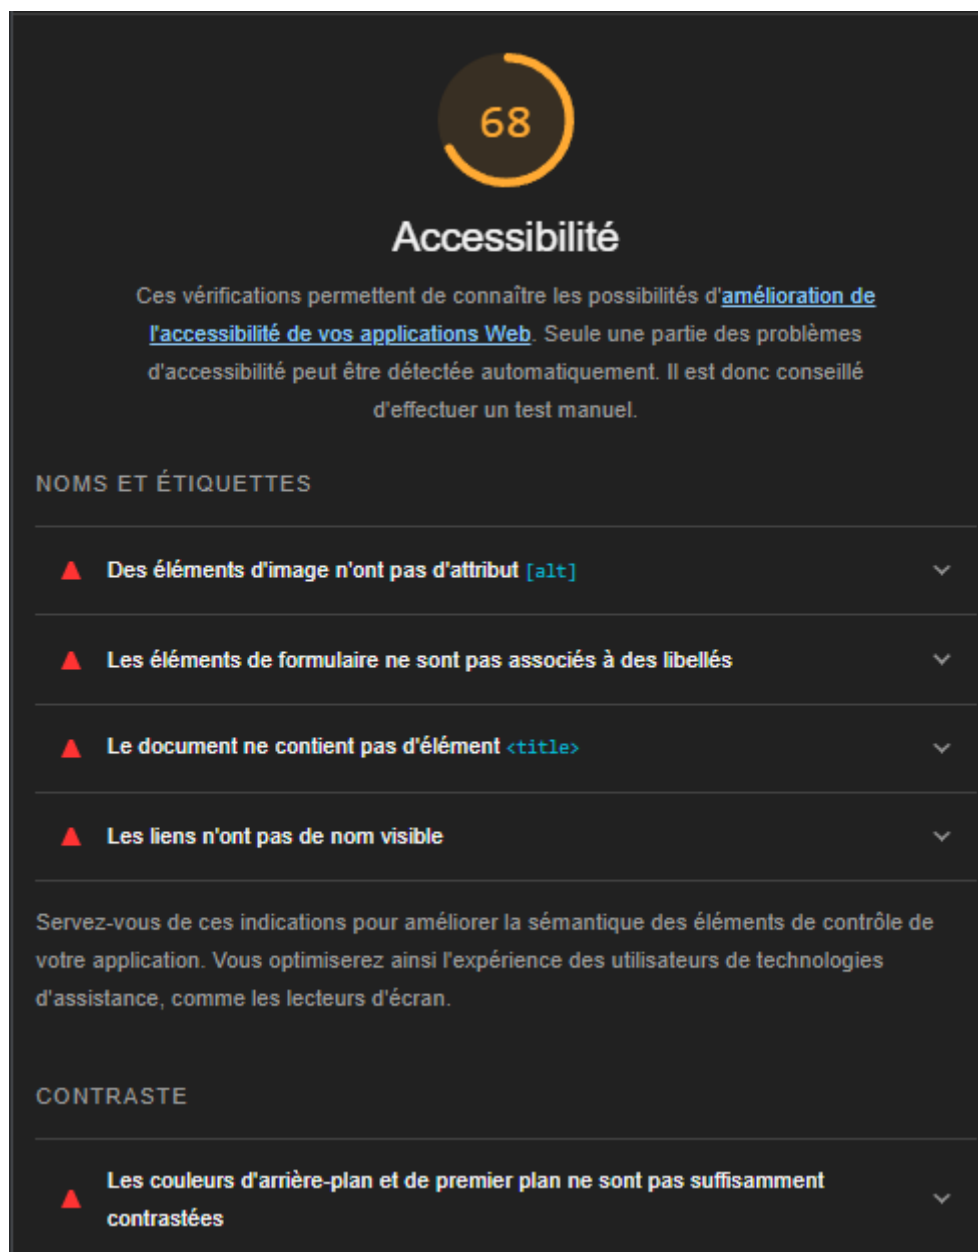 68
Accessibilité
Ces vérifications permettent de connaître les possibilités d'amélioration de
l'accessibilité de vos applications Web. Seule une partie des problèmes
d'accessibilité peut être détectée automatiquement. Il est donc conseillé
d'effectuer un test manuel.
NOMS ET ÉTIQUETTES
Des éléments d'image n'ont pas d'attribut [alt]
Les éléments de formulaire ne sont pas associés à des libellés
Le document ne contient pas d'élément <title>
Les liens n'ont pas de nom visible
Servez-vous de ces indications pour améliorer la sémantique des éléments de contrôle de
votre application. Vous optimiserez ainsi l'expérience des utilisateurs de technologies
d'assistance, comme les lecteurs d'écran.
CONTRASTE
Les couleurs d'arrière-plan et de premier plan ne sont pas suffisamment
contrastées